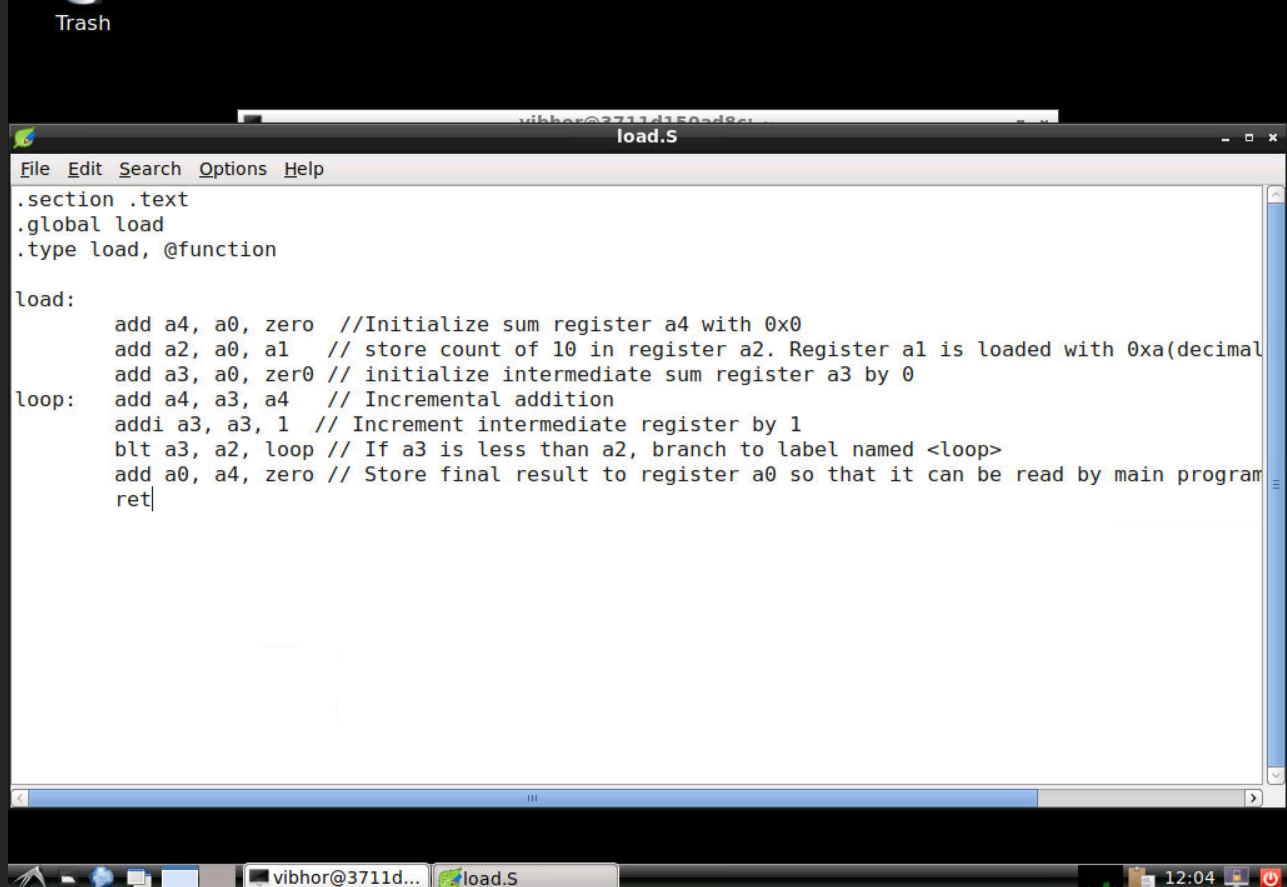 Trash
vibhor@3711d150ad8c: ~
load.S
File Edit Search Options Help
.section .text
.global load
.type load, @function
load:
add a4, a0, zero //Initialize sum register a4 with 0x0
add a2, a0, a1 // store count of 10 in register a2. Register a1 is loaded with 0xa(decimal
add a3, a0, zer0 // initialize intermediate sum register a3 by 0
loop: add a4, a3, a4 // Incremental addition
addi a3, a3, 1 // Increment intermediate register by 1
blt a3, a2, loop // If a3 is less than a2, branch to label named <loop>
add a0, a4, zero // Store final result to register a0 so that it can be read by main program
ret
vibhor@3711d... load.S 12:04